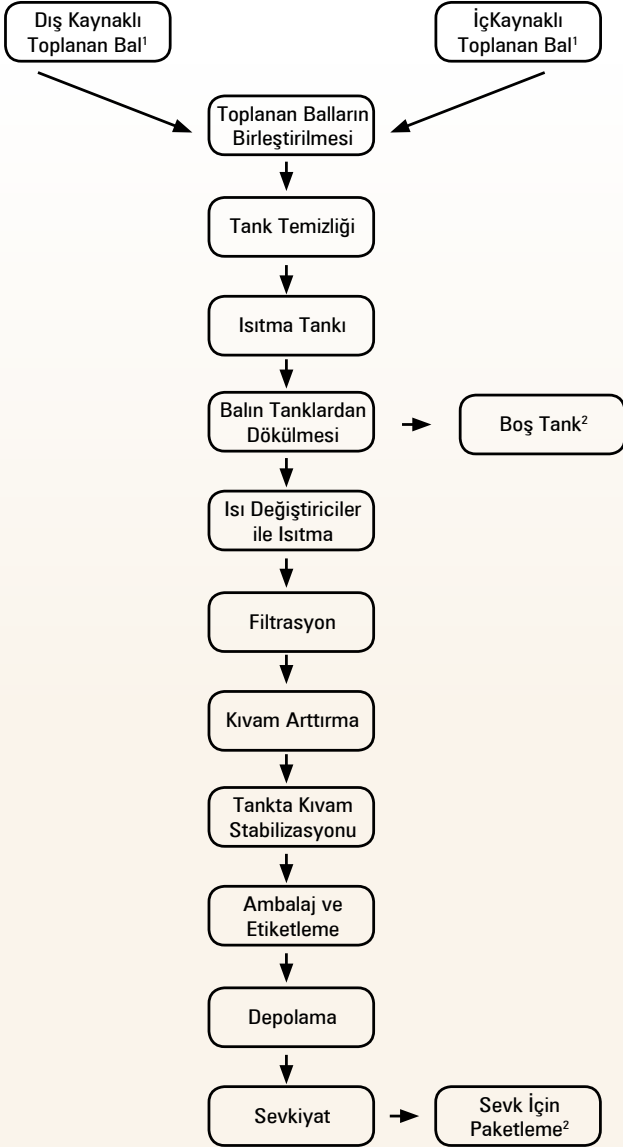 Dış Kaynaklı
Toplanan Bal¹
İçKaynaklı
Toplanan Bal¹
Toplanan Balların
Birleştirilmesi
Tank Temizliği
Isıtma Tankı
Balın Tanklardan
Dökülmesi
Boş Tank²
Isı Değiştiriciler
ile Isıtma
Filtrasyon
Kıvam Arttırma
Tankta Kıvam
Stabilizasyonu
Ambalaj ve
Etiketleme
Depolama
Sevkiyat
Sevk İçin
Paketleme²